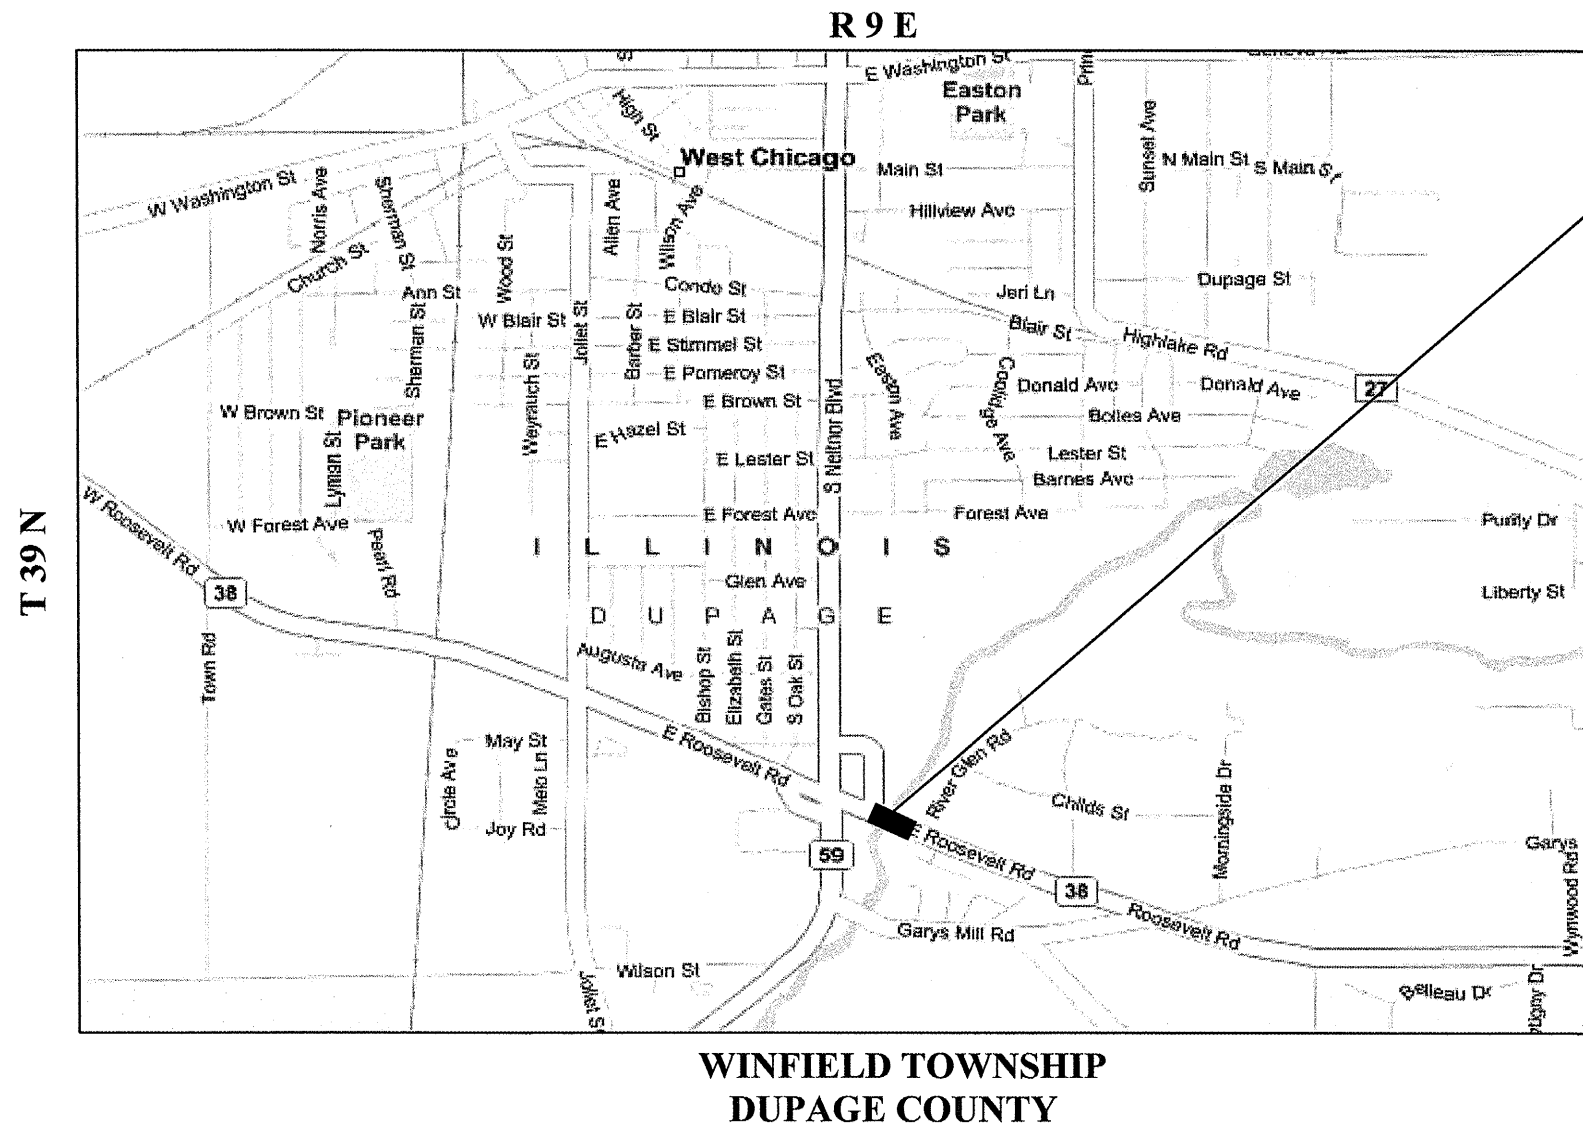 R 9 E
E Washington St
High St
Easton
Park
West Chicago
Main St
Sunset Ave
N Main St
S Main St
W Washington St
Norris Ave
Sherman St
Allen Ave
Wilson Ave
Hillview Ave
Church St
Wood St
Ann St
Conde St
Jeri Ln
Dupage St
W Blair St
E Blair St
Blair St
Highlake Rd
Sherman St
Joliet St
Barber St
E Stimmel St
Weyrauch St
E Pomeroy St
S Neltnor Blvd
Easton Ave
Coolidge Ave
Donald Ave
Donald Ave
27
W Brown St
Pioneer
Park
E Brown St
Bolles Ave
E Hazel St
Lyman St
E Lester St
Lester St
Barnes Ave
W Roosevelt Rd
W Forest Ave
E Forest Ave
Forest Ave
Purify Dr
T 39 N
Pearl Rd
I L L I N O I S
38
Glen Ave
Liberty St
D U P A G E
Town Rd
Augusta Ave
Bishop St
Elizabeth St
Gates St
S Oak St
E Roosevelt Rd
May St
Circle Ave
Melo Ln
Joy Rd
River Glen Rd
Childs St
Morningside Dr
E Roosevelt Rd
59
38
Garys
Wynwood Rd
Roosevelt Rd
Garys Mill Rd
Wilson St
Joliet St
Belleau Dr
WINFIELD TOWNSHIP
DUPAGE COUNTY